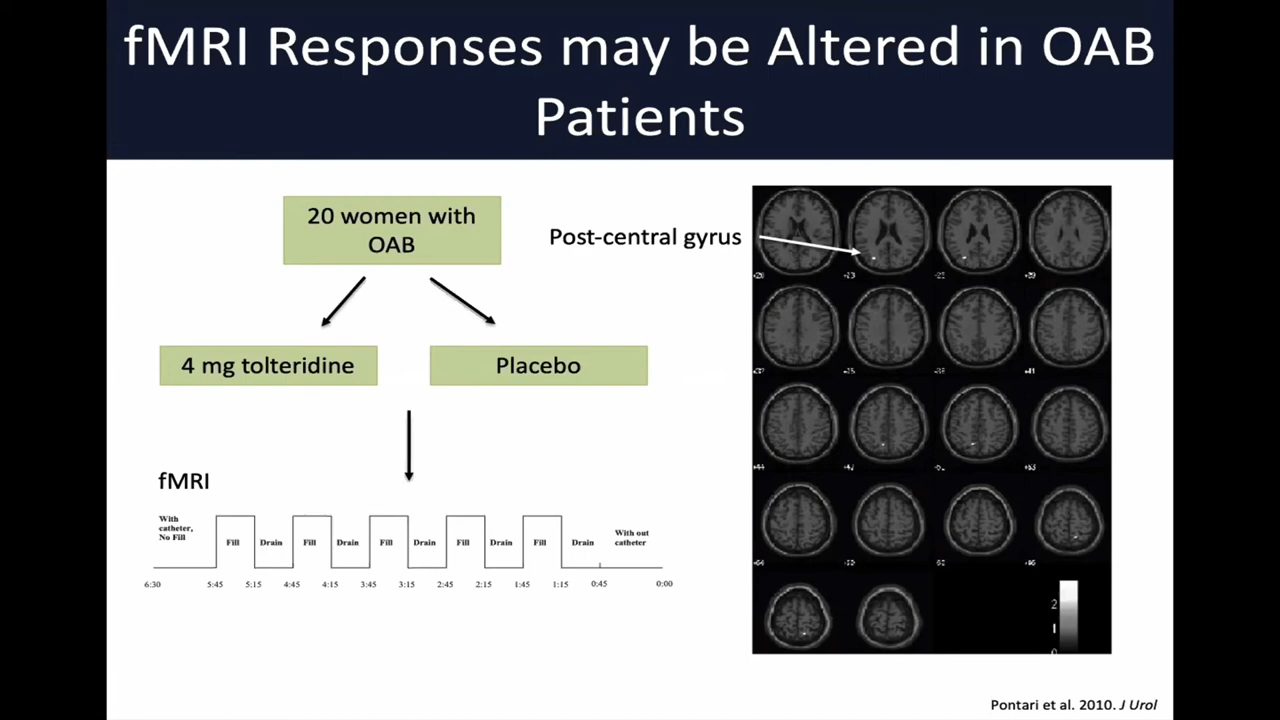 fMRI Responses may be Altered in OAB
Patients
20 women with
OAB
Post-central gyrus
4 mg tolteridine
Placebo
fMRI
With
catheter,
No Fill
Fill
Drain
Fill
Drain
Fill
Drain
Fill
Drain
Fill
Drain
With out
catheter
6:30
5:45
5:15
4:45
4:15
3:45
3:15
2:45
2:15
1:45
1:15
0:45
0:00
2
1
0
Pontari et al. 2010. J Urol